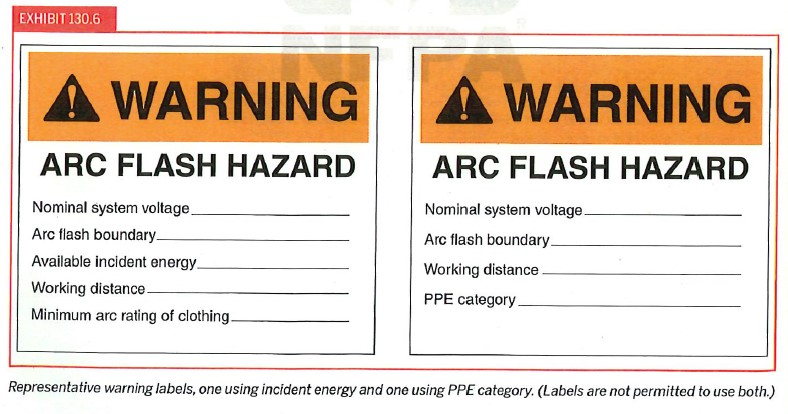 EXHIBIT 130.6
NFPA
WARNING
ARC FLASH HAZARD
Nominal system voltage
Arc flash boundary
Available incident energy
Working distance
Minimum arc rating of clothing
WARNING
ARC FLASH HAZARD
Nominal system voltage
Arc flash boundary
Working distance
PPE category
Representative warning labels, one using incident energy and one using PPE category. (Labels are not permitted to use both.)